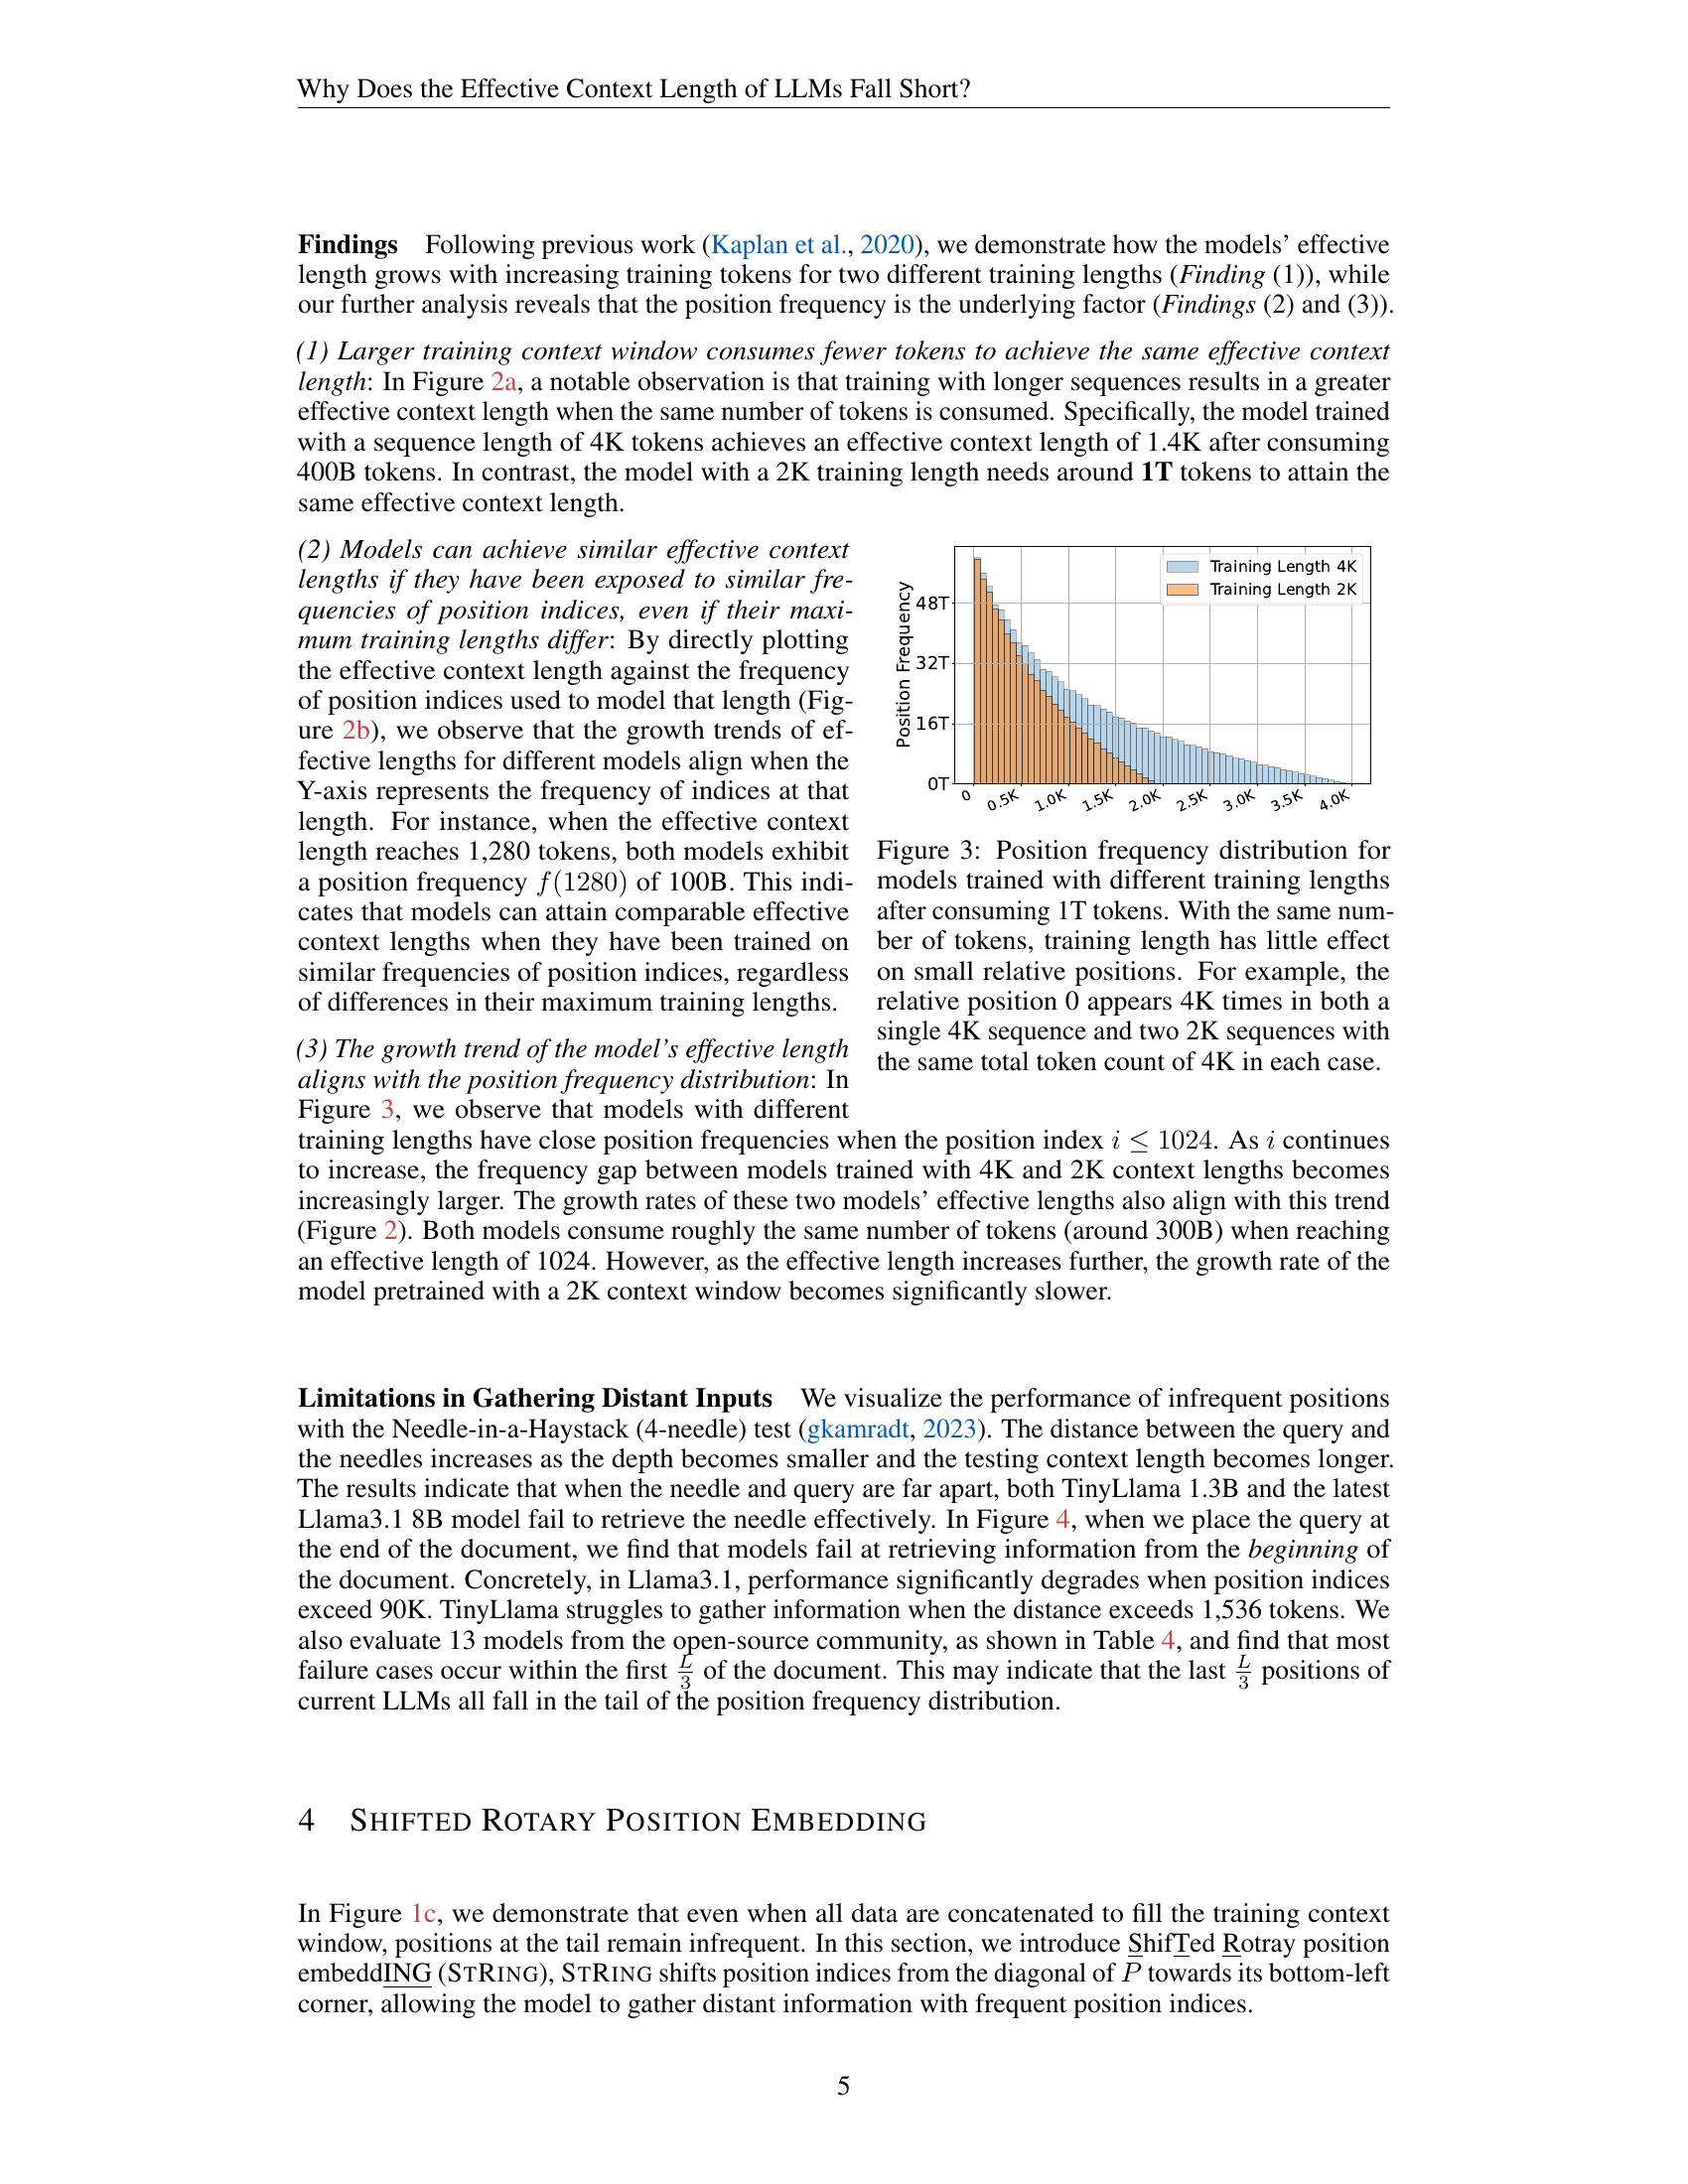 Why Does the Effective Context Length of LLMs Fall Short?
Findings Following previous work (Kaplan et al., 2020), we demonstrate how the models' effective
length grows with increasing training tokens for two different training lengths (Finding (1)), while
our further analysis reveals that the position frequency is the underlying factor (Findings (2) and (3)).
(1) Larger training context window consumes fewer tokens to achieve the same effective context
length: In Figure 2a, a notable observation is that training with longer sequences results in a greater
effective context length when the same number of tokens is consumed. Specifically, the model trained
with a sequence length of 4K tokens achieves an effective context length of 1.4K after consuming
400B tokens. In contrast, the model with a 2K training length needs around 1T tokens to attain the
same effective context length.
(2) Models can achieve similar effective context
lengths if they have been exposed to similar fre-
quencies of position indices, even if their maxi-
mum training lengths differ: By directly plotting
the effective context length against the frequency
of position indices used to model that length (Fig-
ure 2b), we observe that the growth trends of ef-
fective lengths for different models align when the
Y-axis represents the frequency of indices at that
length. For instance, when the effective context
length reaches 1,280 tokens, both models exhibit
a position frequency f(1280) of 100B. This indi-
cates that models can attain comparable effective
context lengths when they have been trained on
similar frequencies of position indices, regardless
of differences in their maximum training lengths.
Position Frequency
48T
32T
16T
0T
0 0.5K 1.0K 1.5K 2.0K 2.5K 3.0K 3.5K 4.0K
Training Length 4K
Training Length 2K
Figure 3: Position frequency distribution for
models trained with different training lengths
after consuming 1T tokens. With the same num-
ber of tokens, training length has little effect
on small relative positions. For example, the
relative position 0 appears 4K times in both a
single 4K sequence and two 2K sequences with
the same total token count of 4K in each case.
(3) The growth trend of the model's effective length
aligns with the position frequency distribution: In
Figure 3, we observe that models with different
training lengths have close position frequencies when the position index i ≤ 1024. As i continues
to increase, the frequency gap between models trained with 4K and 2K context lengths becomes
increasingly larger. The growth rates of these two models' effective lengths also align with this trend
(Figure 2). Both models consume roughly the same number of tokens (around 300B) when reaching
an effective length of 1024. However, as the effective length increases further, the growth rate of the
model pretrained with a 2K context window becomes significantly slower.
Limitations in Gathering Distant Inputs We visualize the performance of infrequent positions
with the Needle-in-a-Haystack (4-needle) test (gkamradt, 2023). The distance between the query and
the needles increases as the depth becomes smaller and the testing context length becomes longer.
The results indicate that when the needle and query are far apart, both TinyLlama 1.3B and the latest
Llama3.1 8B model fail to retrieve the needle effectively. In Figure 4, when we place the query at
the end of the document, we find that models fail at retrieving information from the beginning of
the document. Concretely, in Llama3.1, performance significantly degrades when position indices
exceed 90K. TinyLlama struggles to gather information when the distance exceeds 1,536 tokens. We
also evaluate 13 models from the open-source community, as shown in Table 4, and find that most
failure cases occur within the first L/3 of the document. This may indicate that the last L/3 positions of
current LLMs all fall in the tail of the position frequency distribution.
4 SHIFTED ROTARY POSITION EMBEDDING
In Figure 1c, we demonstrate that even when all data are concatenated to fill the training context
window, positions at the tail remain infrequent. In this section, we introduce ShifTed Rotray position
embeddING (STRING), STRING shifts position indices from the diagonal of P towards its bottom-left
corner, allowing the model to gather distant information with frequent position indices.
5